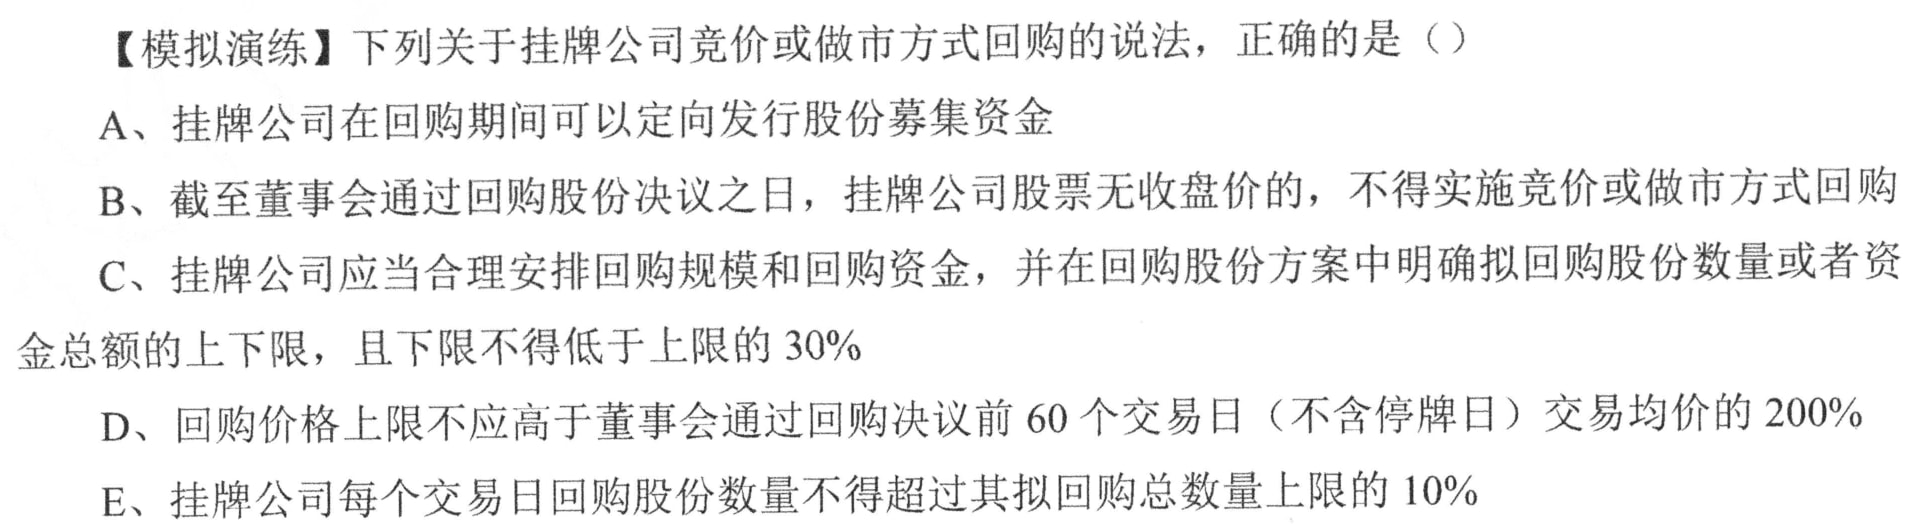 【模拟演练】下列关于挂牌公司竞价或做市方式回购的说法，正确的是（）
A、挂牌公司在回购期间可以定向发行股份募集资金
B、截至董事会通过回购股份决议之日，挂牌公司股票无收盘价的，不得实施竞价或做市方式回购
C、挂牌公司应当合理安排回购规模和回购资金，并在回购股份方案中明确拟回购股份数量或者资
金总额的上下限，且下限不得低于上限的 30%
D、回购价格上限不应高于董事会通过回购决议前 60 个交易日（不含停牌日）交易均价的 200%
E、挂牌公司每个交易日回购股份数量不得超过其拟回购总数量上限的 10%